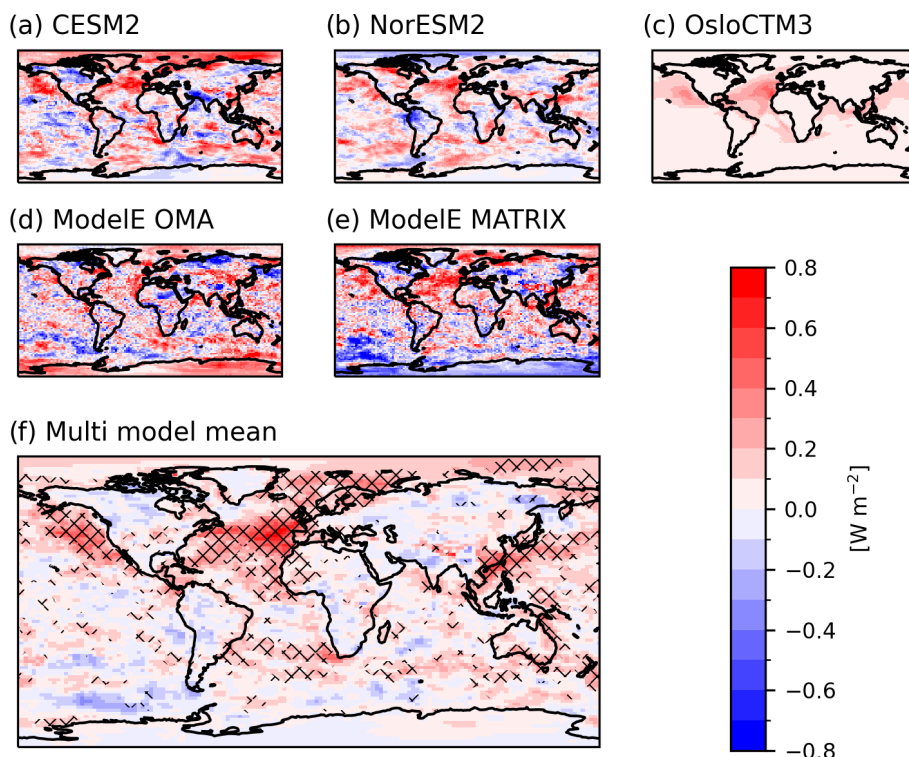 (a) CESM2
(b) NorESM2
(c) OsloCTM3
(d) ModelE OMA
(e) ModelE MATRIX
(f) Multi model mean
0.8
0.6
0.4
0.2
0.0
−0.2
−0.4
−0.6
−0.8
[W m⁻²]